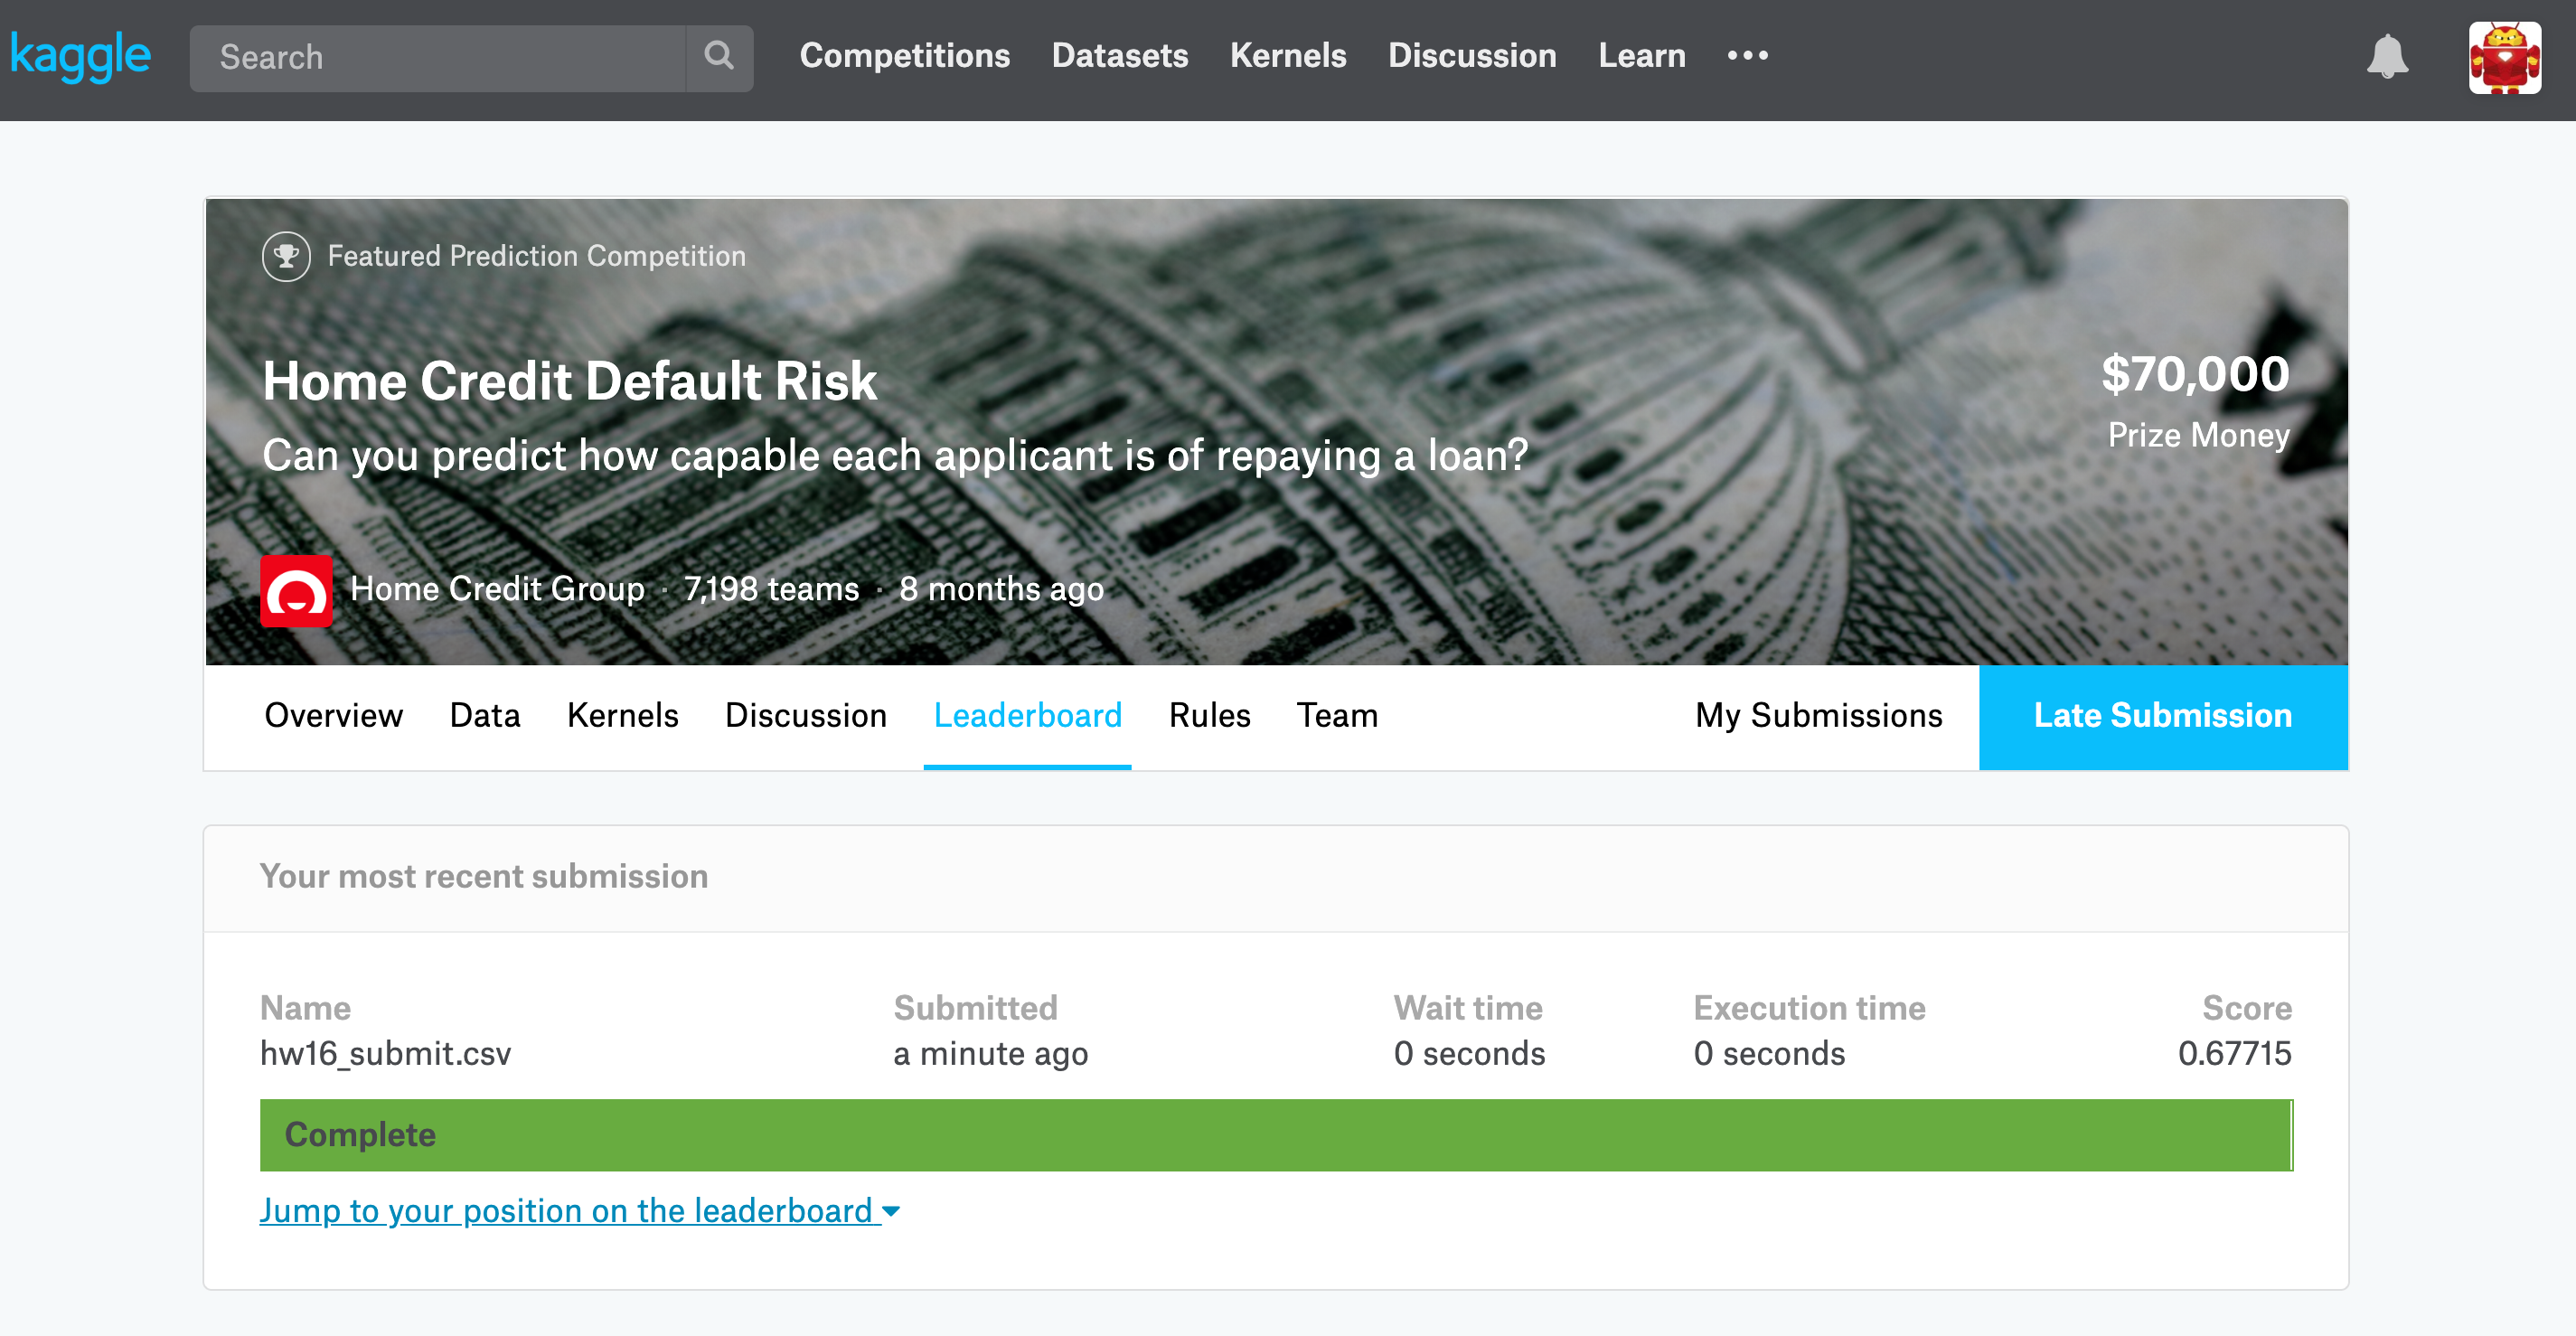 kaggle Search Competitions Datasets Kernels Discussion Learn •••
Featured Prediction Competition
Home Credit Default Risk
$70,000
Can you predict how capable each applicant is of repaying a loan?
Prize Money
Home Credit Group · 7,198 teams · 8 months ago
Overview Data Kernels Discussion Leaderboard Rules Team My Submissions Late Submission
Your most recent submission
Name Submitted Wait time Execution time Score
hw16_submit.csv a minute ago 0 seconds 0 seconds 0.67715
Complete
Jump to your position on the leaderboard